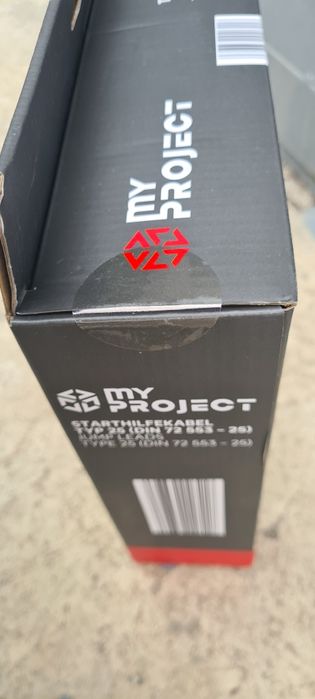 MY
PROJECT
MY
PROJECT
STARTHILFEKABEL
TYP 25 (DIN 72 553 - 25)
JUMP LEADS
TYPE 25 (DIN 72 553 - 25)